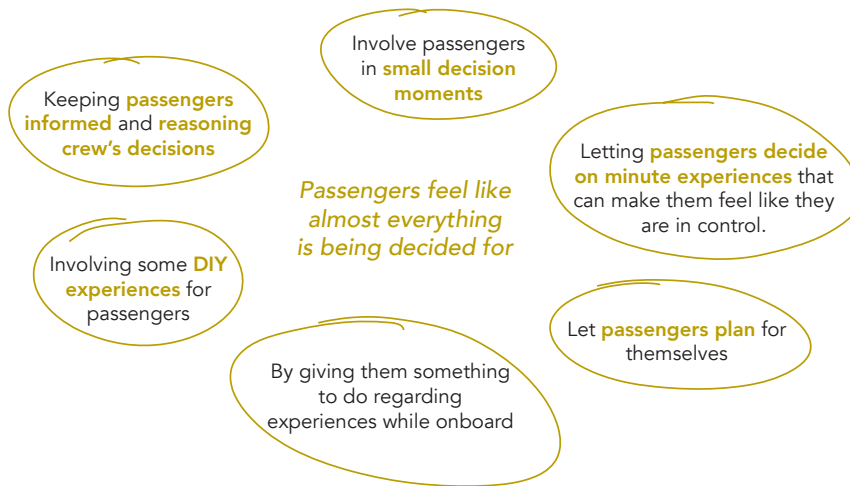 Involve passengers
in small decision
moments
Keeping passengers
informed and reasoning
crew's decisions
Letting passengers decide
on minute experiences that
can make them feel like they
are in control.
Passengers feel like
almost everything
is being decided for
Involving some DIY
experiences for
passengers
Let passengers plan for
themselves
By giving them something
to do regarding
experiences while onboard